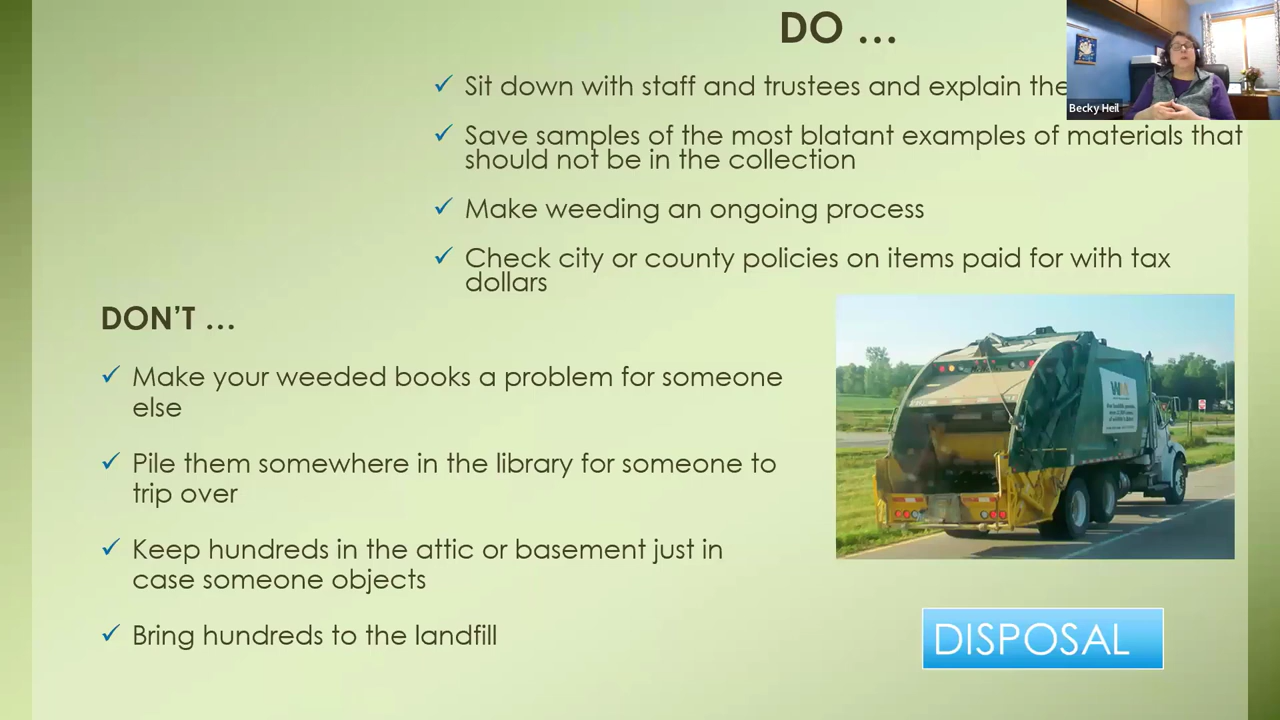 DO …
Sit down with staff and trustees and explain the
Becky Heil
Save samples of the most blatant examples of materials that
should not be in the collection
Make weeding an ongoing process
Check city or county policies on items paid for with tax
dollars
DON'T …
Make your weeded books a problem for someone
else
Pile them somewhere in the library for someone to
trip over
Keep hundreds in the attic or basement just in
case someone objects
Bring hundreds to the landfill
WM
DISPOSAL